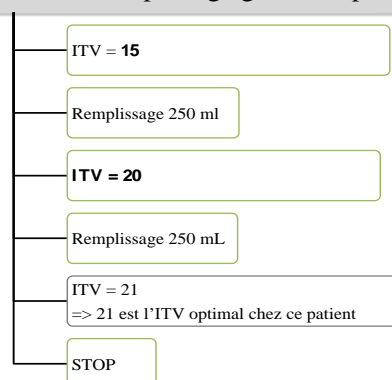 ITV = 15
Remplissage 250 ml
ITV = 20
Remplissage 250 mL
ITV = 21
=> 21 est l’ITV optimal chez ce patient
STOP